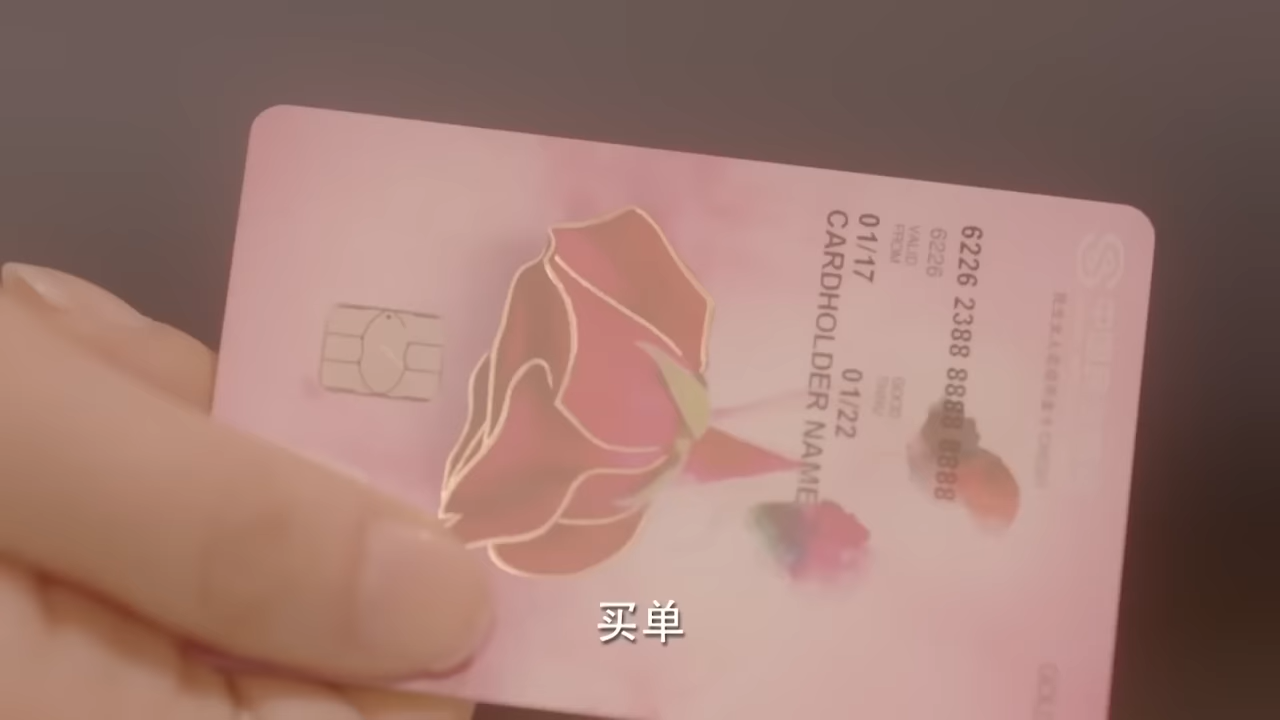 6226 2388 8888 8888
6226
VALID
FROM
GOOD
THRU
01/17 01/22
CARDHOLDER NAME
买单